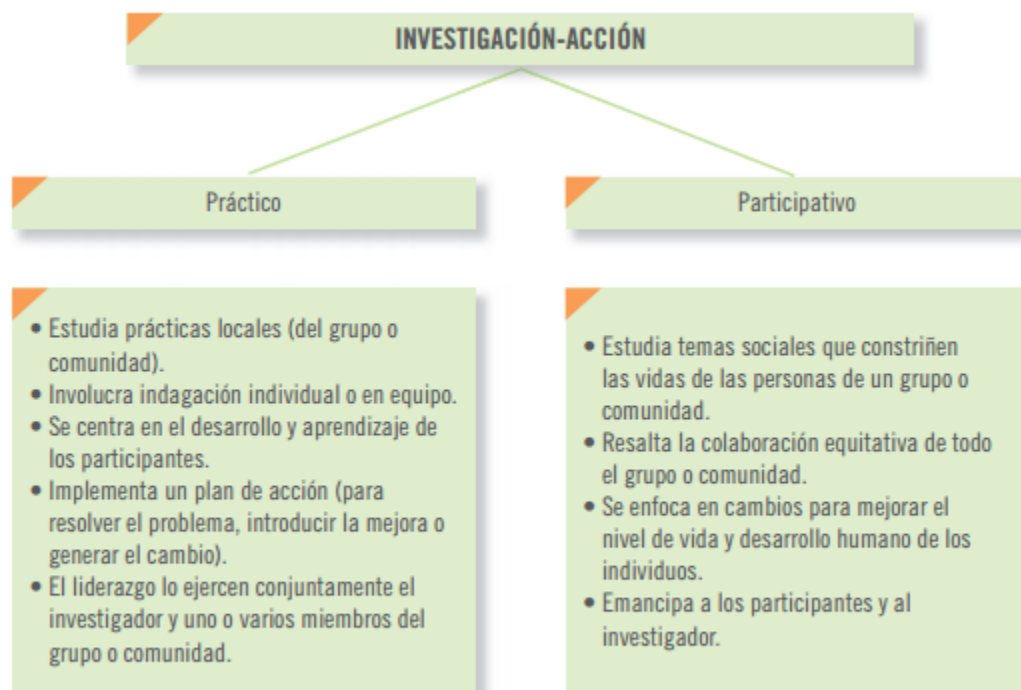 INVESTIGACIÓN-ACCIÓN
Práctico
• Estudia prácticas locales (del grupo o
comunidad).
• Involucra indagación individual o en equipo.
• Se centra en el desarrollo y aprendizaje de
los participantes.
• Implementa un plan de acción (para
resolver el problema, introducir la mejora o
generar el cambio).
• El liderazgo lo ejercen conjuntamente el
investigador y uno o varios miembros del
grupo o comunidad.
Participativo
• Estudia temas sociales que constriñen
las vidas de las personas de un grupo o
comunidad.
• Resalta la colaboración equitativa de todo
el grupo o comunidad.
• Se enfoca en cambios para mejorar el
nivel de vida y desarrollo humano de los
individuos.
• Emancipa a los participantes y al
investigador.